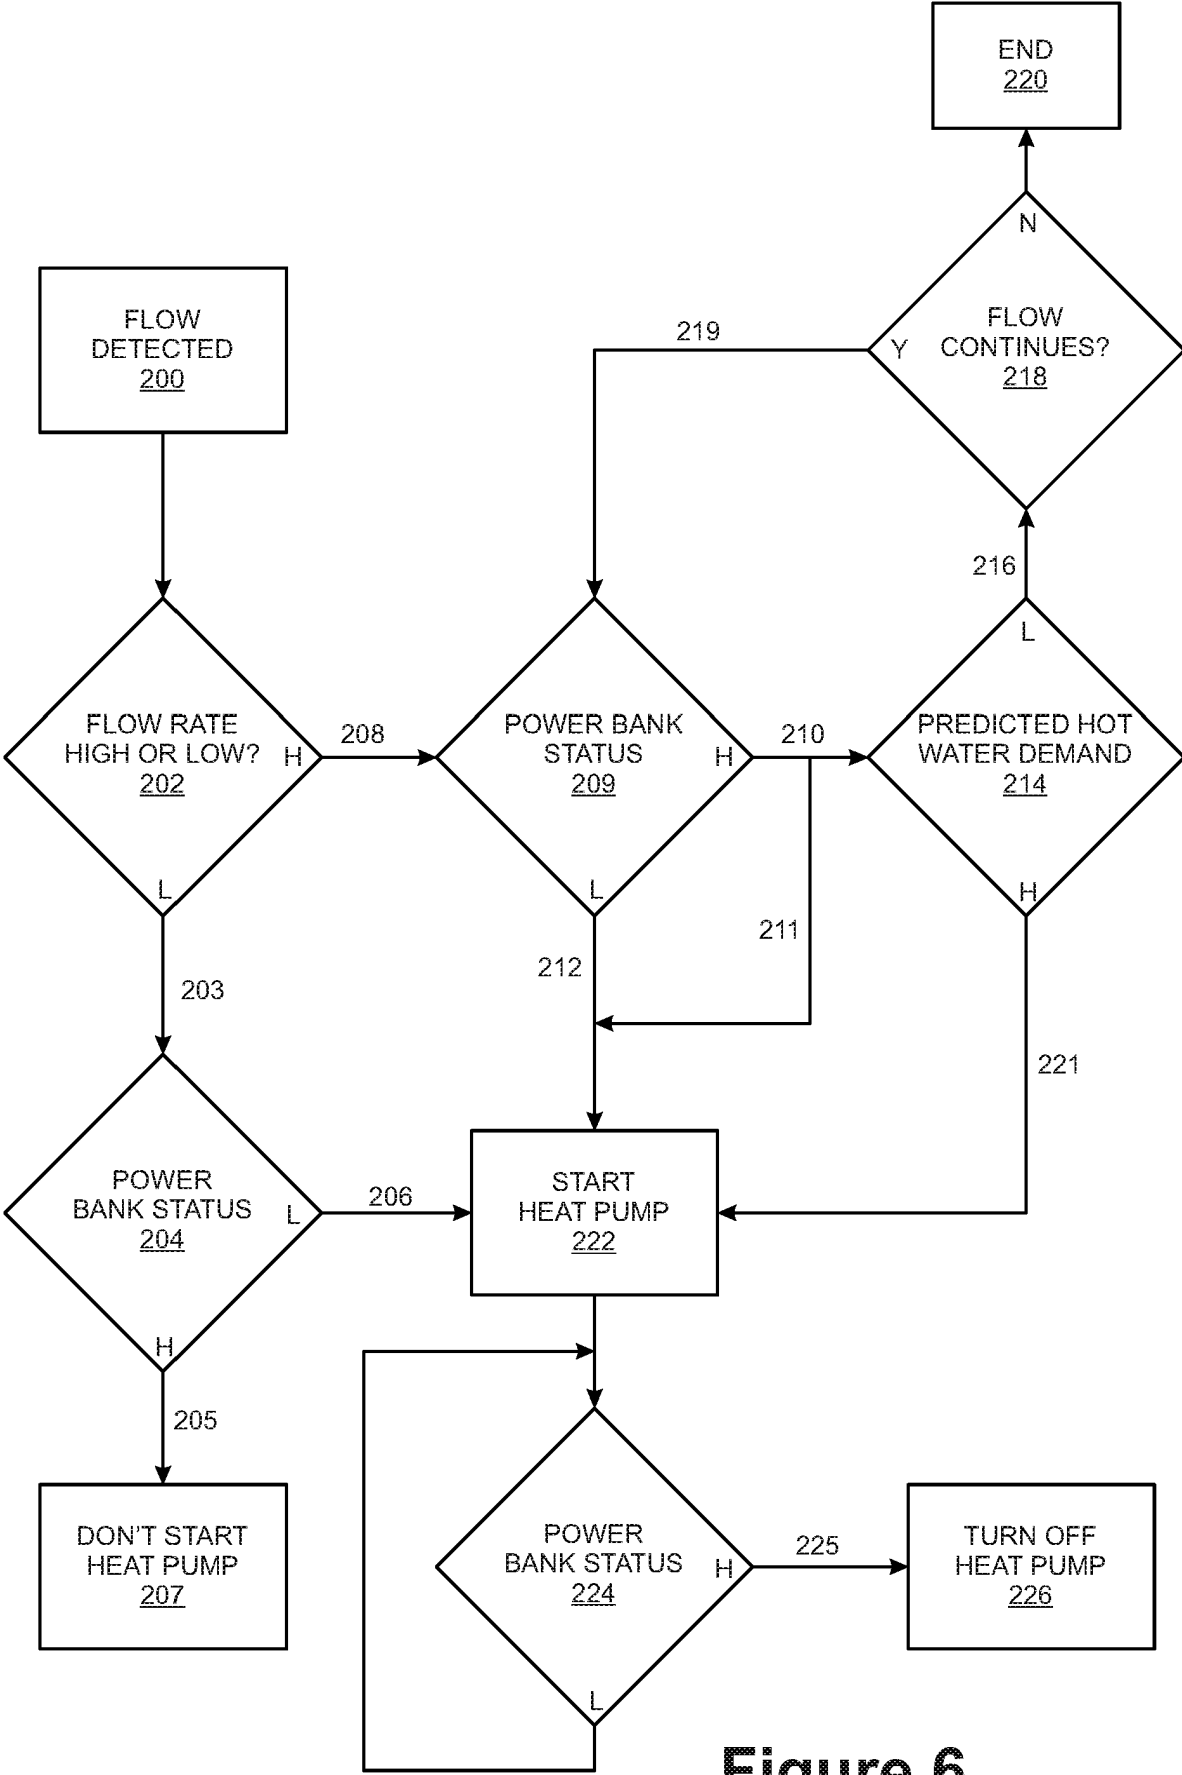 END
220
N
FLOW
CONTINUES?
218
Y
219
FLOW
DETECTED
200
216
L
FLOW RATE
HIGH OR LOW?
202
H
L
208
POWER BANK
STATUS
209
H
L
210
PREDICTED HOT
WATER DEMAND
214
H
211
212
203
221
POWER
BANK STATUS
204
L
H
206
START
HEAT PUMP
222
205
DON'T START
HEAT PUMP
207
POWER
BANK STATUS
224
H
L
225
TURN OFF
HEAT PUMP
226
Figure 6